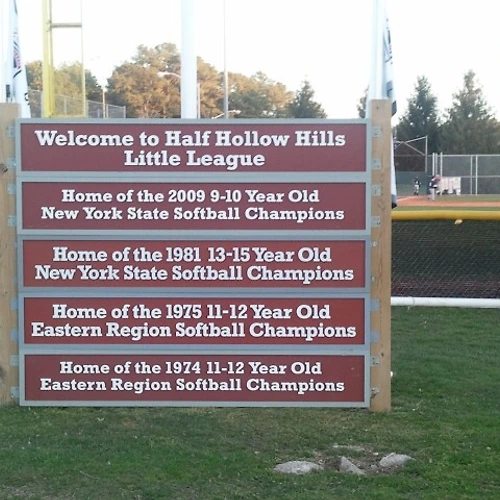 Welcome to Half Hollow Hills
Little League
Home of the 2009 9-10 Year Old
New York State Softball Champions
Home of the 1981 13-15 Year Old
New York State Softball Champions
Home of the 1975 11-12 Year Old
Eastern Region Softball Champions
Home of the 1974 11-12 Year Old
Eastern Region Softball Champions